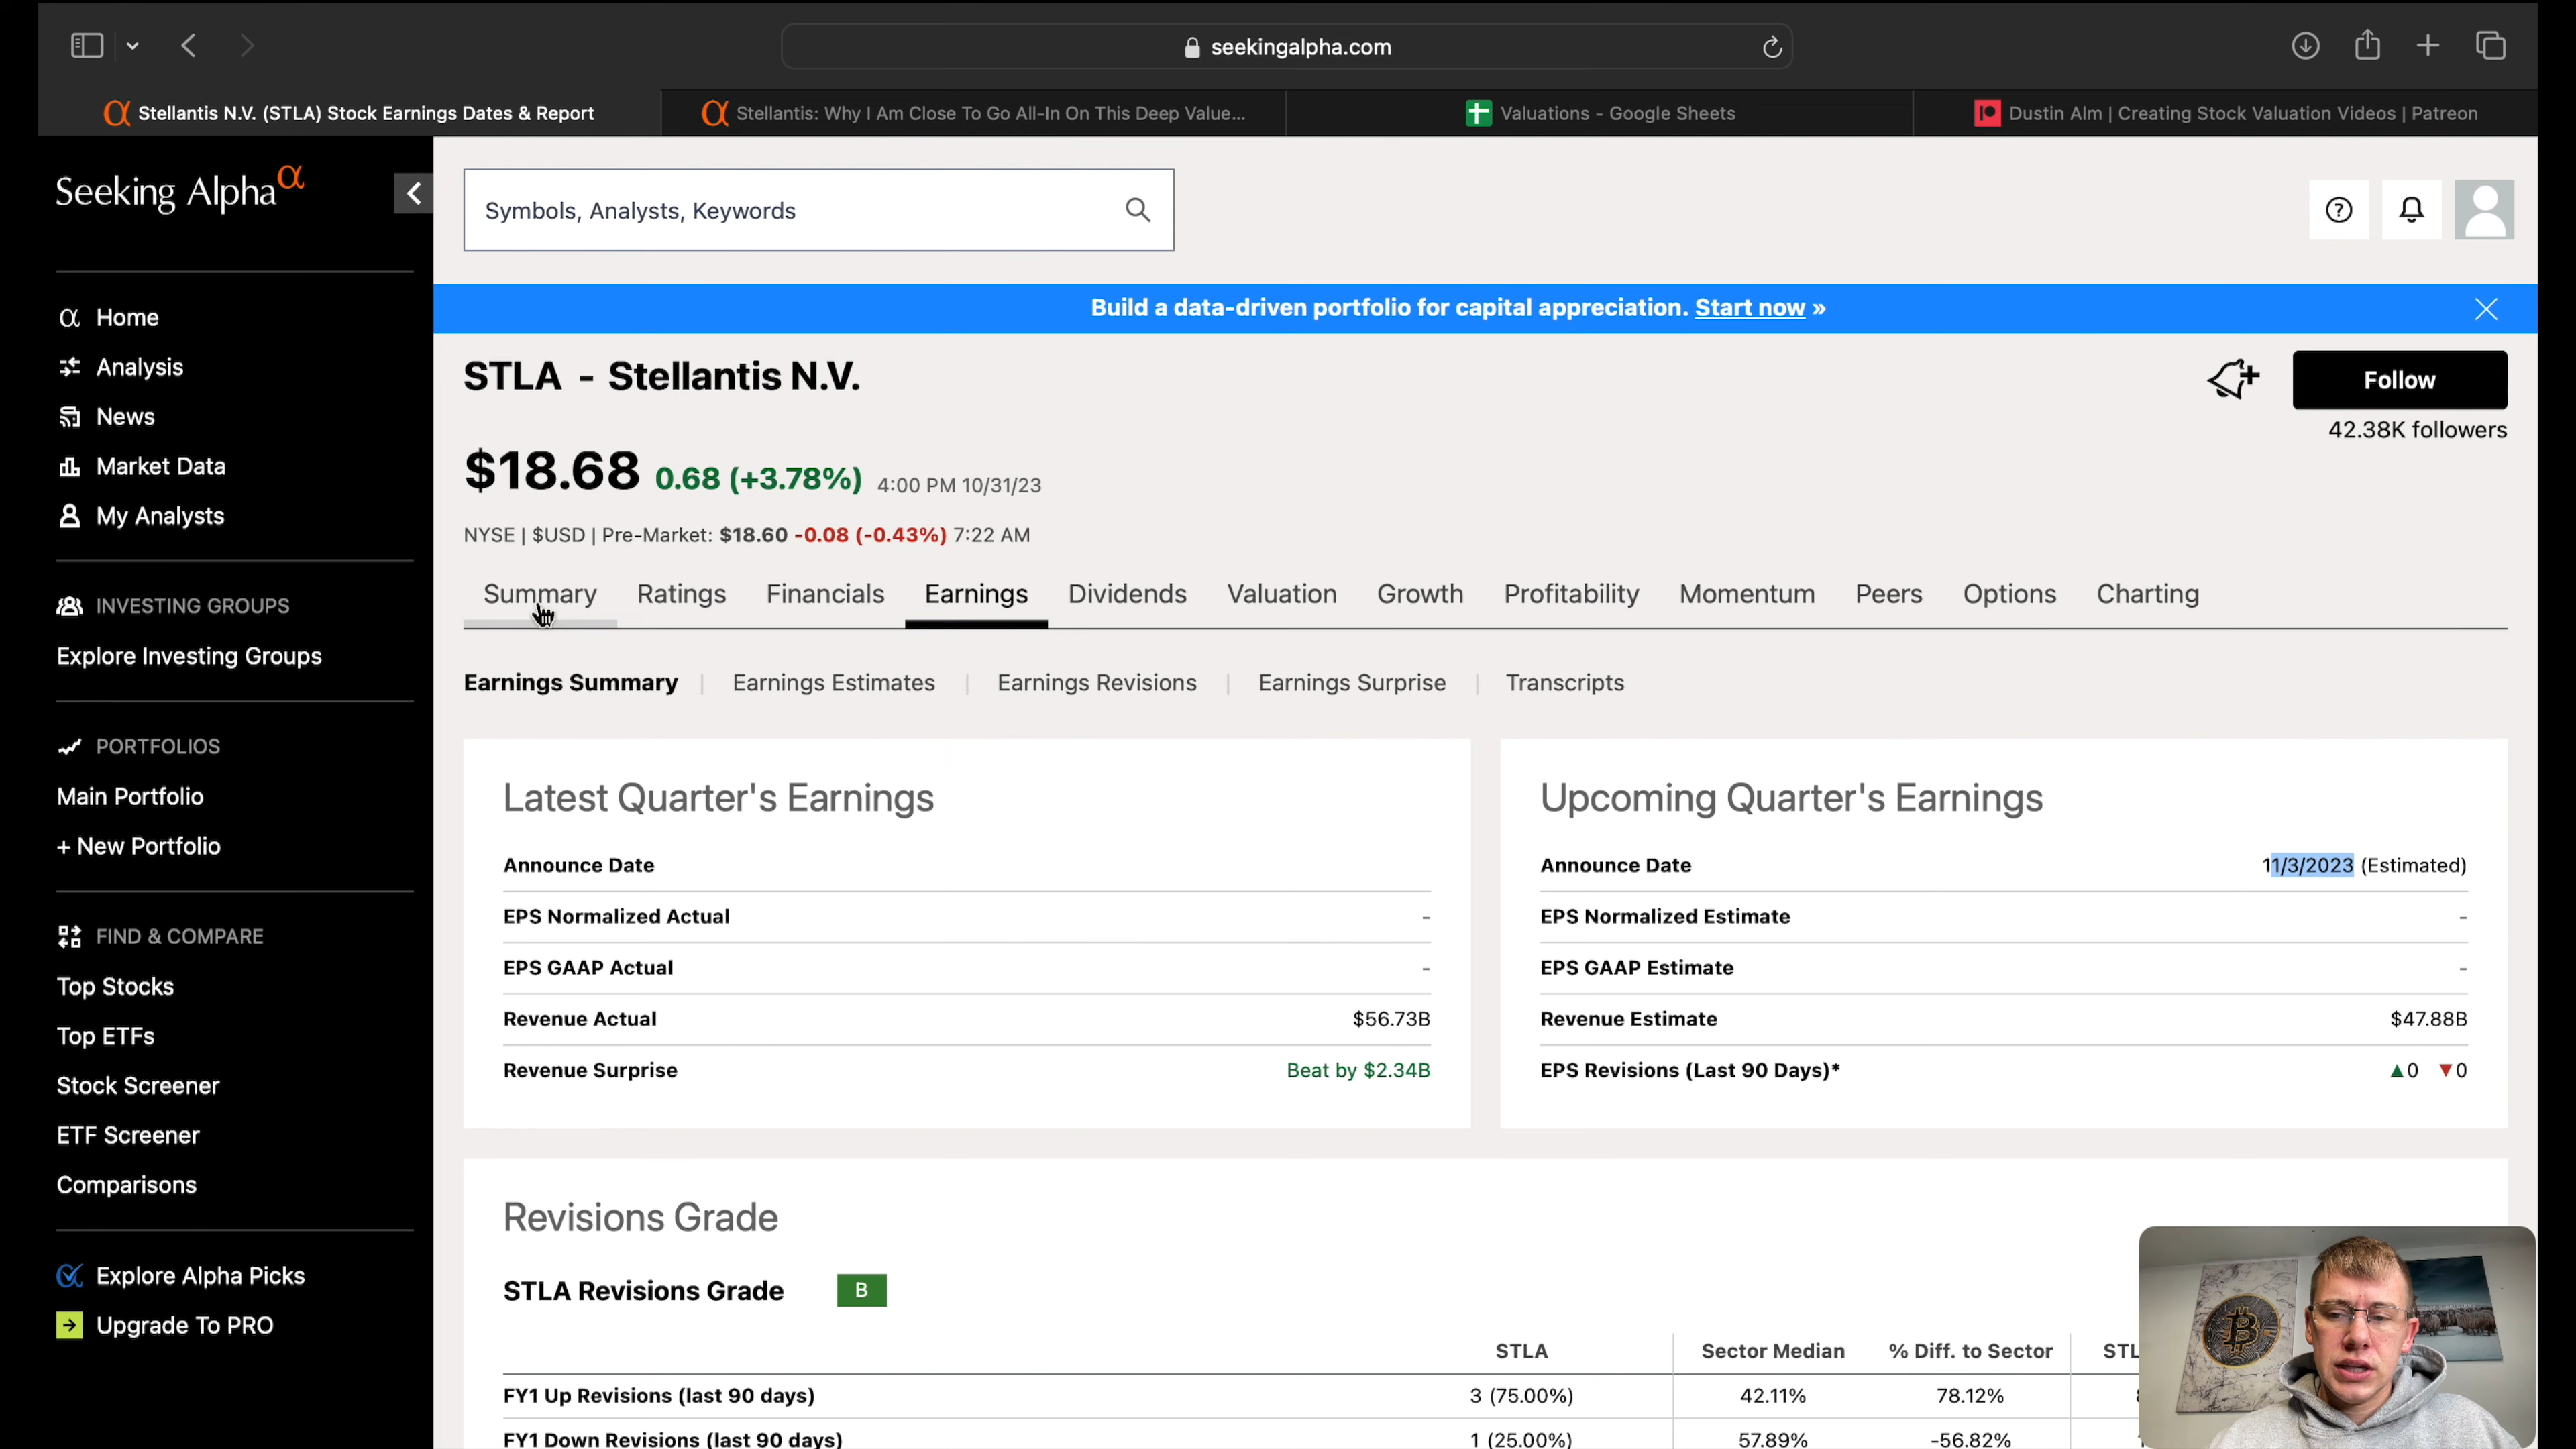 seekingalpha.com
Stellantis N.V. (STLA) Stock Earnings Dates & Report
Stellantis: Why I Am Close To Go All-In On This Deep Value...
Valuations - Google Sheets
Dustin Alm | Creating Stock Valuation Videos | Patreon
Seeking Alpha α
Symbols, Analysts, Keywords
Home
Analysis
News
Market Data
My Analysts
INVESTING GROUPS
Explore Investing Groups
PORTFOLIOS
Main Portfolio
+ New Portfolio
FIND & COMPARE
Top Stocks
Top ETFs
Stock Screener
ETF Screener
Comparisons
Explore Alpha Picks
Upgrade To PRO
Build a data-driven portfolio for capital appreciation. Start now »
STLA - Stellantis N.V.
Follow
42.38K followers
$18.68 0.68 (+3.78%) 4:00 PM 10/31/23
NYSE | $USD | Pre-Market: $18.60 -0.08 (-0.43%) 7:22 AM
Summary Ratings Financials Earnings Dividends Valuation Growth Profitability Momentum Peers Options Charting
Earnings Summary | Earnings Estimates | Earnings Revisions | Earnings Surprise | Transcripts
Latest Quarter's Earnings
Announce Date
EPS Normalized Actual -
EPS GAAP Actual -
Revenue Actual $56.73B
Revenue Surprise Beat by $2.34B
Upcoming Quarter's Earnings
Announce Date 11/3/2023 (Estimated)
EPS Normalized Estimate -
EPS GAAP Estimate -
Revenue Estimate $47.88B
EPS Revisions (Last 90 Days)* ▲0 ▼0
Revisions Grade
STLA Revisions Grade B
STLA Sector Median % Diff. to Sector
FY1 Up Revisions (last 90 days) 3 (75.00%) 42.11% 78.12%
FY1 Down Revisions (last 90 days) 1 (25.00%) 57.89% -56.82%